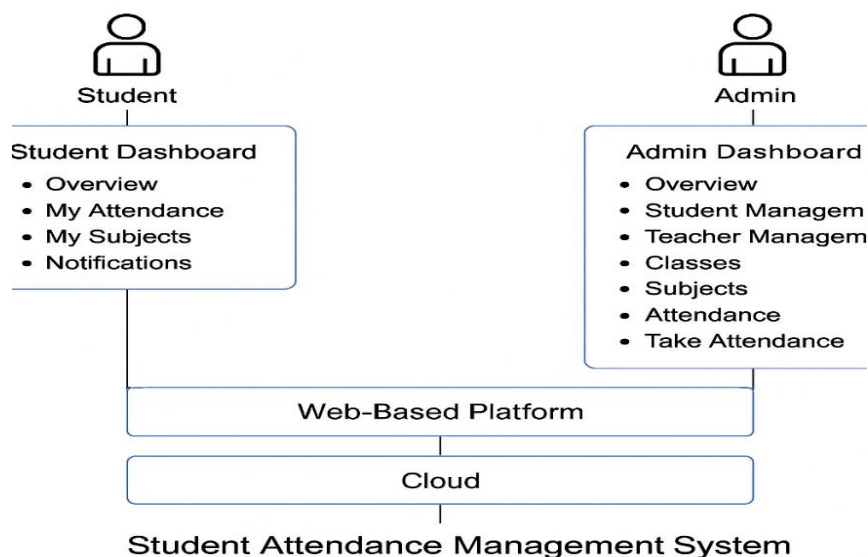 Student
Admin
Student Dashboard
• Overview
• My Attendance
• My Subjects
• Notifications
Admin Dashboard
• Overview
• Student Managem
• Teacher Managem
• Classes
• Subjects
• Attendance
• Take Attendance
Web-Based Platform
Cloud
Student Attendance Management System